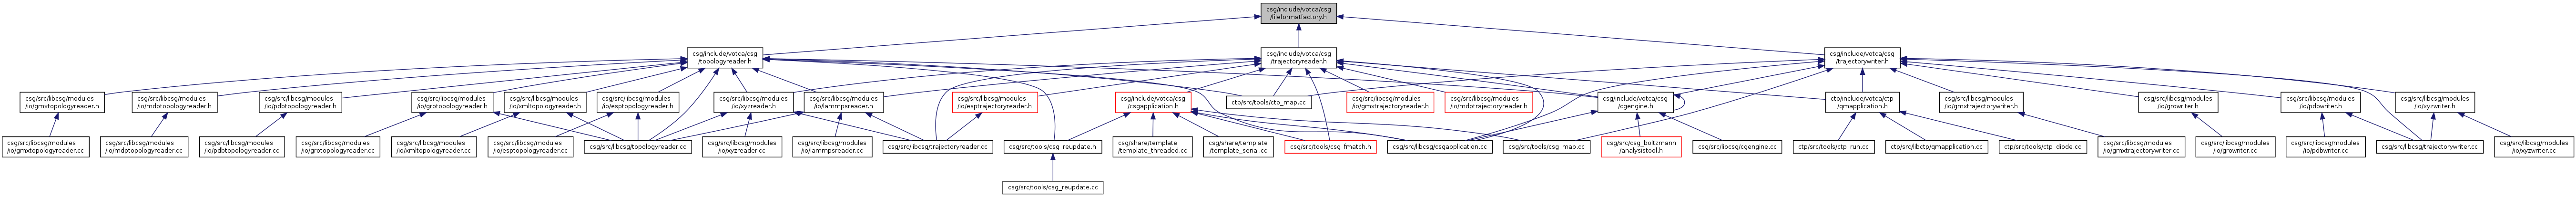 csg/include/votca/csg
/fileformatfactory.h
csg/include/votca/csg
/topologyreader.h
csg/include/votca/csg
/trajectoryreader.h
csg/include/votca/csg
/trajectorywriter.h
csg/src/libcsg/modules
/io/gmxtopologyreader.h
csg/src/libcsg/modules
/io/mdptopologyreader.h
csg/src/libcsg/modules
/io/pdbtopologyreader.h
csg/src/libcsg/modules
/io/grotopologyreader.h
csg/src/libcsg/modules
/io/xmltopologyreader.h
csg/src/libcsg/modules
/io/esptopologyreader.h
csg/src/libcsg/modules
/io/xyzreader.h
csg/src/libcsg/modules
/io/lammpsreader.h
csg/src/libcsg/modules
/io/esptrajectoryreader.h
csg/include/votca/csg
/csgapplication.h
ctp/src/tools/ctp_map.cc
csg/src/libcsg/modules
/io/gmxtrajectoryreader.h
csg/src/libcsg/modules
/io/mdptrajectoryreader.h
csg/include/votca/csg
/cgengine.h
ctp/include/votca/ctp
/qmapplication.h
csg/src/libcsg/modules
/io/gmxtrajectorywriter.h
csg/src/libcsg/modules
/io/growriter.h
csg/src/libcsg/modules
/io/pdbwriter.h
csg/src/libcsg/modules
/io/xyzwriter.h
csg/src/libcsg/modules
/io/gmxtopologyreader.cc
csg/src/libcsg/modules
/io/mdptopologyreader.cc
csg/src/libcsg/modules
/io/pdbtopologyreader.cc
csg/src/libcsg/modules
/io/grotopologyreader.cc
csg/src/libcsg/modules
/io/xmltopologyreader.cc
csg/src/libcsg/modules
/io/esptopologyreader.cc
csg/src/libcsg/topologyreader.cc
csg/src/libcsg/modules
/io/xyzreader.cc
csg/src/libcsg/modules
/io/lammpsreader.cc
csg/src/libcsg/trajectoryreader.cc
csg/src/tools/csg_reupdate.h
csg/share/template
/template_threaded.cc
csg/share/template
/template_serial.cc
csg/src/tools/csg_fmatch.h
csg/src/libcsg/csgapplication.cc
csg/src/tools/csg_map.cc
csg/src/csg_boltzmann
/analysistool.h
csg/src/libcsg/cgengine.cc
ctp/src/tools/ctp_run.cc
ctp/src/libctp/qmapplication.cc
ctp/src/tools/ctp_diode.cc
csg/src/libcsg/modules
/io/gmxtrajectorywriter.cc
csg/src/libcsg/modules
/io/growriter.cc
csg/src/libcsg/modules
/io/pdbwriter.cc
csg/src/libcsg/trajectorywriter.cc
csg/src/libcsg/modules
/io/xyzwriter.cc
csg/src/tools/csg_reupdate.cc